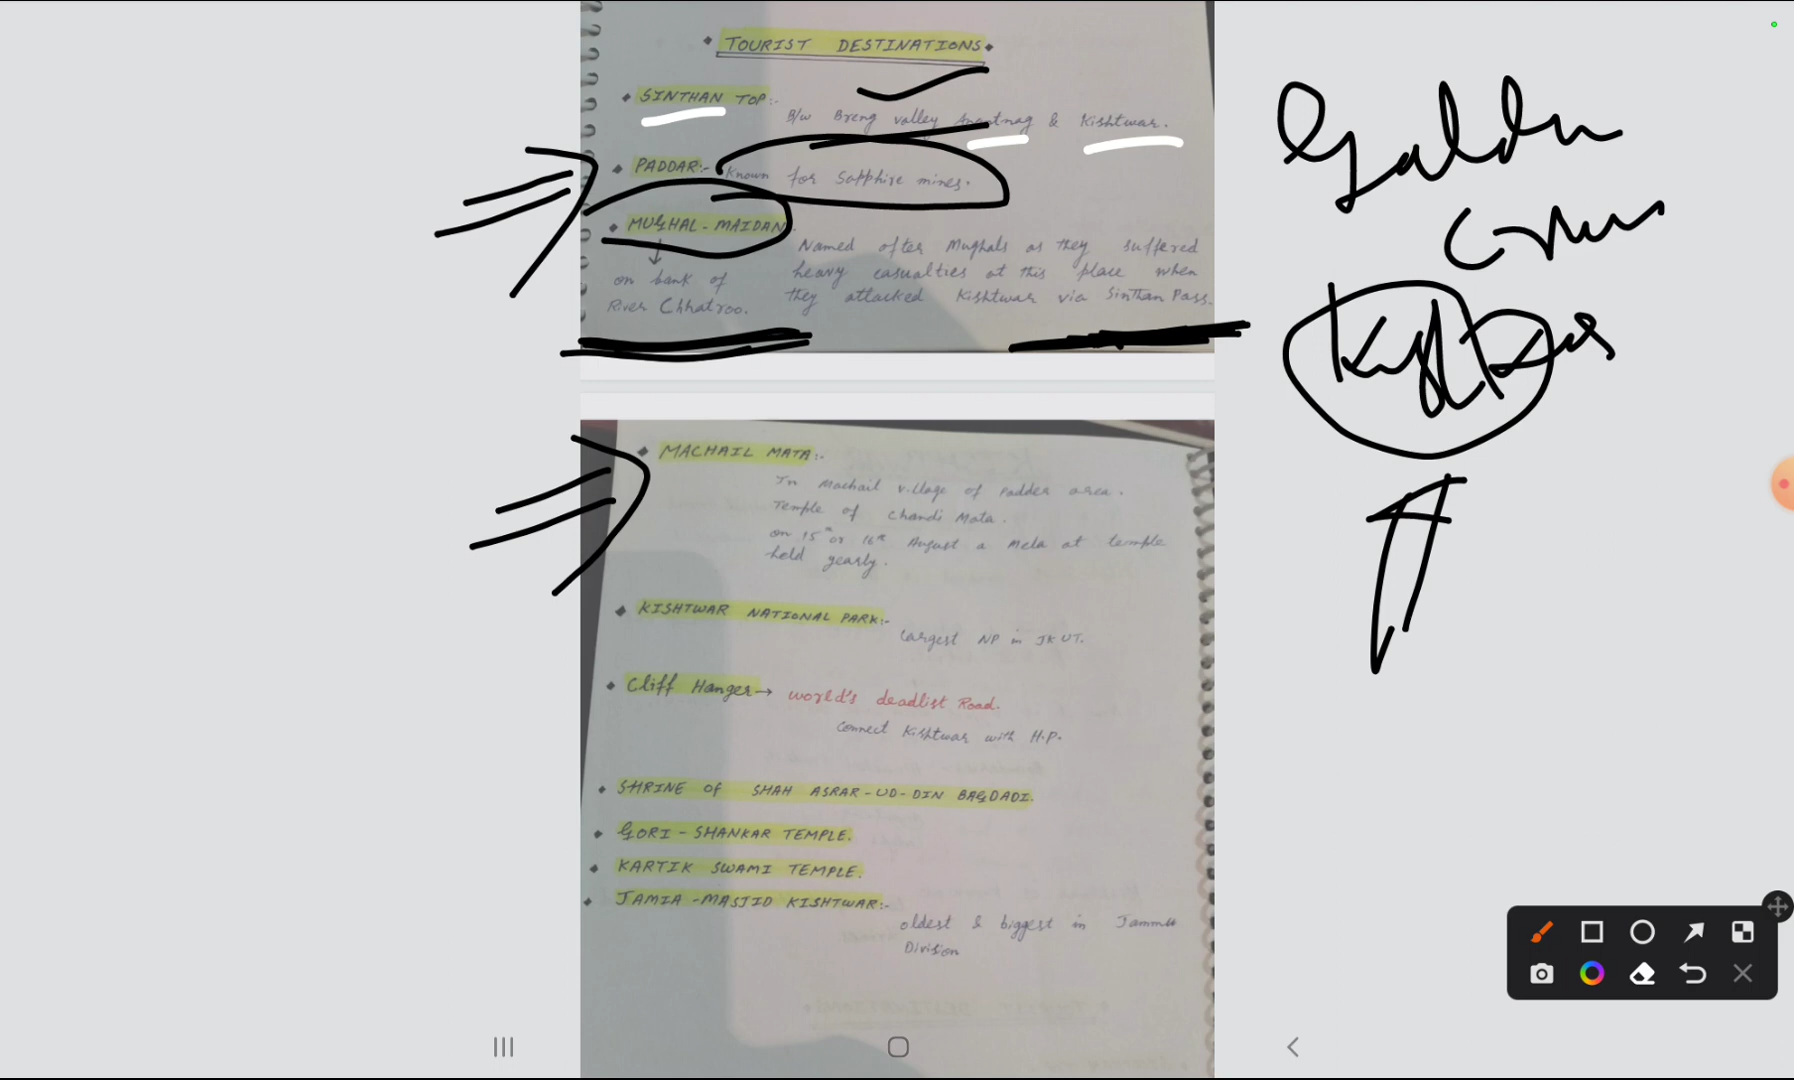 TOURIST DESTINATIONS
SINTHAN TOP:-
B/w Breng valley Anantnag & Kishtwar.
PADDAR:- Known for Sapphire mines.
MUGHAL-MAIDAN:-
Named after Mughals as they suffered
heavy casualties at this place when
they attacked Kishtwar via Sinthan Pass.
on bank of
River Chhatroo.
MACHAIL MATA:-
In Machail village of Padder area.
Temple of Chandi Mata.
on 15th or 16th August a Mela at temple
held yearly.
KISHTWAR NATIONAL PARK:-
Largest NP in JKUT.
Cliff Hanger → world's deadlist Road.
Connect Kishtwar with H.P.
SHRINE Of SHAH ASRAR-UD-DIN BAGDADI.
GORI-SHANKAR TEMPLE.
KARTIK SWAMI TEMPLE.
JAMIA-MASJID KISHTWAR:-
oldest & biggest in Jammu
Division